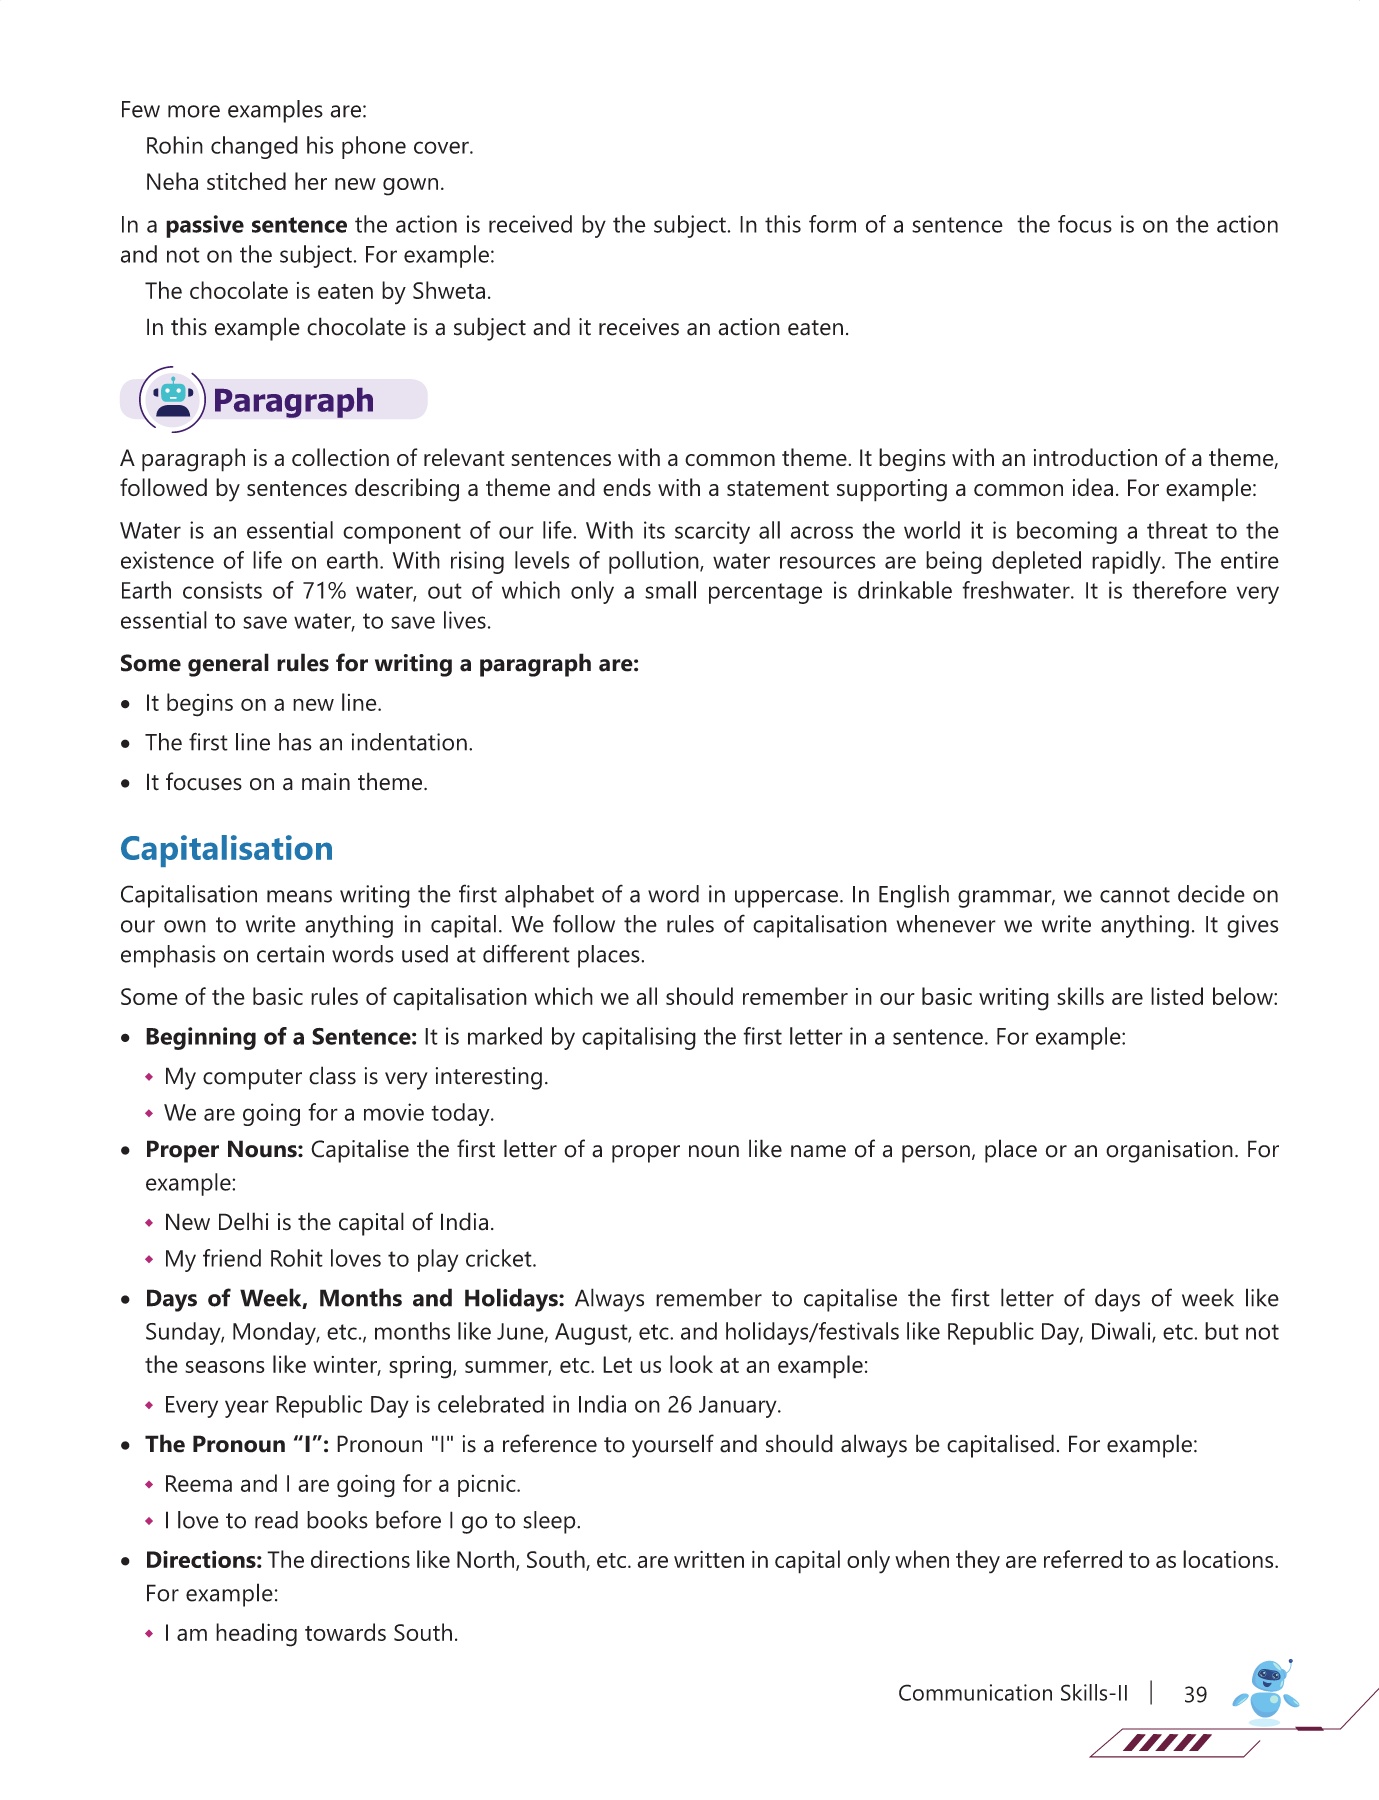 Few more examples are:
Rohin changed his phone cover.
Neha stitched her new gown.
In a passive sentence the action is received by the subject. In this form of a sentence the focus is on the action
and not on the subject. For example:
The chocolate is eaten by Shweta.
In this example chocolate is a subject and it receives an action eaten.
Paragraph
A paragraph is a collection of relevant sentences with a common theme. It begins with an introduction of a theme,
followed by sentences describing a theme and ends with a statement supporting a common idea. For example:
Water is an essential component of our life. With its scarcity all across the world it is becoming a threat to the
existence of life on earth. With rising levels of pollution, water resources are being depleted rapidly. The entire
Earth consists of 71% water, out of which only a small percentage is drinkable freshwater. It is therefore very
essential to save water, to save lives.
Some general rules for writing a paragraph are:
• It begins on a new line.
• The first line has an indentation.
• It focuses on a main theme.
Capitalisation
Capitalisation means writing the first alphabet of a word in uppercase. In English grammar, we cannot decide on
our own to write anything in capital. We follow the rules of capitalisation whenever we write anything. It gives
emphasis on certain words used at different places.
Some of the basic rules of capitalisation which we all should remember in our basic writing skills are listed below:
• Beginning of a Sentence: It is marked by capitalising the first letter in a sentence. For example:
◆ My computer class is very interesting.
◆ We are going for a movie today.
• Proper Nouns: Capitalise the first letter of a proper noun like name of a person, place or an organisation. For
example:
◆ New Delhi is the capital of India.
◆ My friend Rohit loves to play cricket.
• Days of Week, Months and Holidays: Always remember to capitalise the first letter of days of week like
Sunday, Monday, etc., months like June, August, etc. and holidays/festivals like Republic Day, Diwali, etc. but not
the seasons like winter, spring, summer, etc. Let us look at an example:
◆ Every year Republic Day is celebrated in India on 26 January.
• The Pronoun “I”: Pronoun "I" is a reference to yourself and should always be capitalised. For example:
◆ Reema and I are going for a picnic.
◆ I love to read books before I go to sleep.
• Directions: The directions like North, South, etc. are written in capital only when they are referred to as locations.
For example:
◆ I am heading towards South.
Communication Skills-II | 39